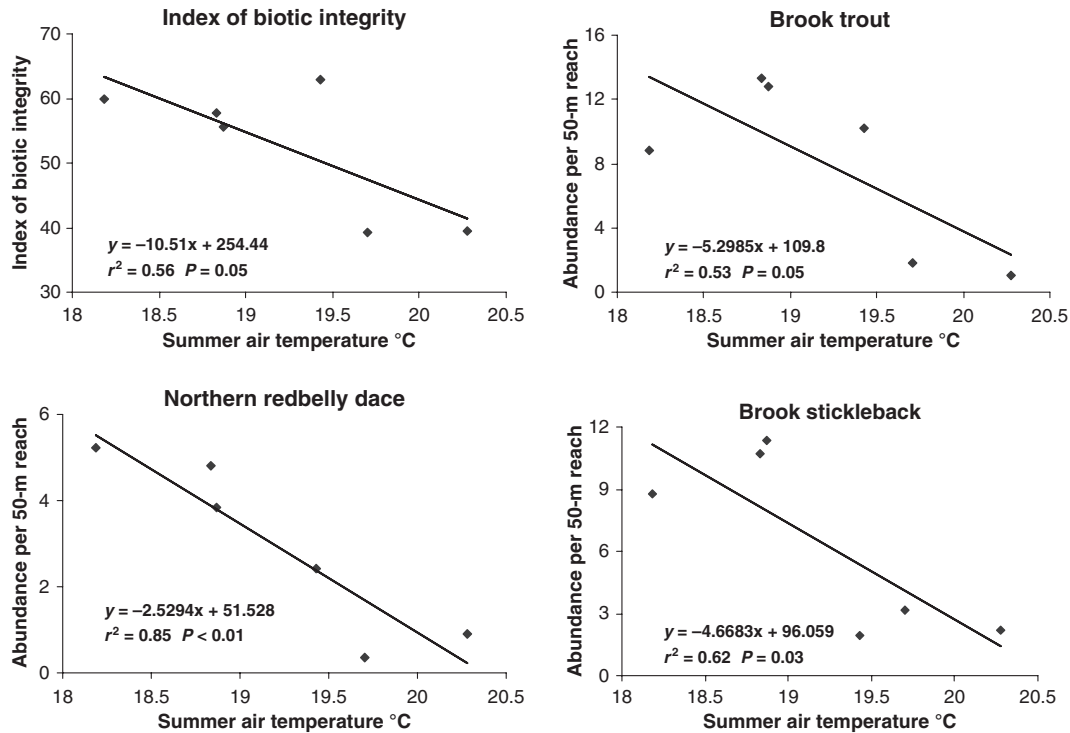 Index of biotic integrity
70
60
50
40
30
Index of biotic integrity
y = –10.51x + 254.44
r² = 0.56 P = 0.05
18 18.5 19 19.5 20 20.5
Summer air temperature °C
Brook trout
16
12
8
4
0
Abundance per 50-m reach
y = –5.2985x + 109.8
r² = 0.53 P = 0.05
18 18.5 19 19.5 20 20.5
Summer air temperature °C
Northern redbelly dace
6
4
2
0
Abundance per 50-m reach
y = –2.5294x + 51.528
r² = 0.85 P < 0.01
18 18.5 19 19.5 20 20.5
Summer air temperature °C
Brook stickleback
12
9
6
3
0
Abundance per 50-m reach
y = –4.6683x + 96.059
r² = 0.62 P = 0.03
18 18.5 19 19.5 20 20.5
Summer air temperature °C